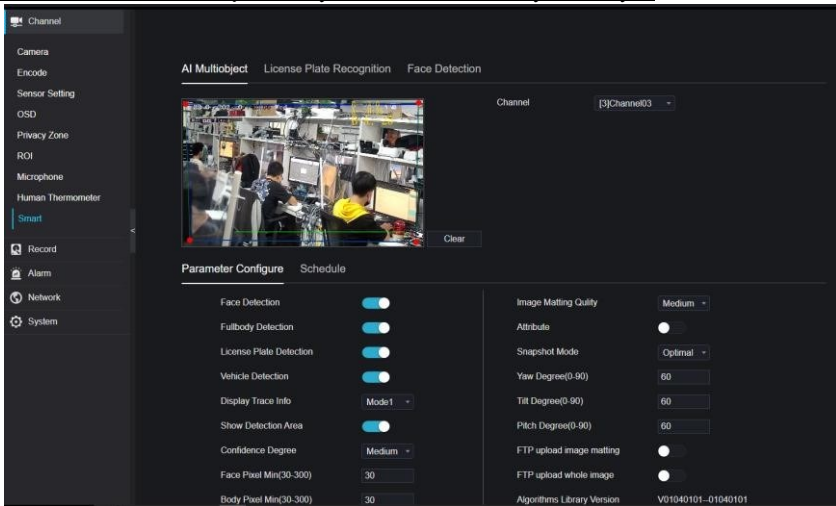 Channel
Camera
Encode
Sensor Setting
OSD
Privacy Zone
ROI
Microphone
Human Thermometer
Smart
Record
Alarm
Network
System
AI Multiobject License Plate Recognition Face Detection
Channel [3]Channel03
Clear
Parameter Configure Schedule
Face Detection
Fullbody Detection
License Plate Detection
Vehicle Detection
Display Trace Info Mode1
Show Detection Area
Confidence Degree Medium
Face Pixel Min(30-300) 30
Body Pixel Min(30-300) 30
Image Matting Qulity Medium
Attribute
Snapshot Mode Optimal
Yaw Degree(0-90) 60
Tilt Degree(0-90) 60
Pitch Degree(0-90) 60
FTP upload image matting
FTP upload whole image
Algorithms Library Version V01040101--01040101